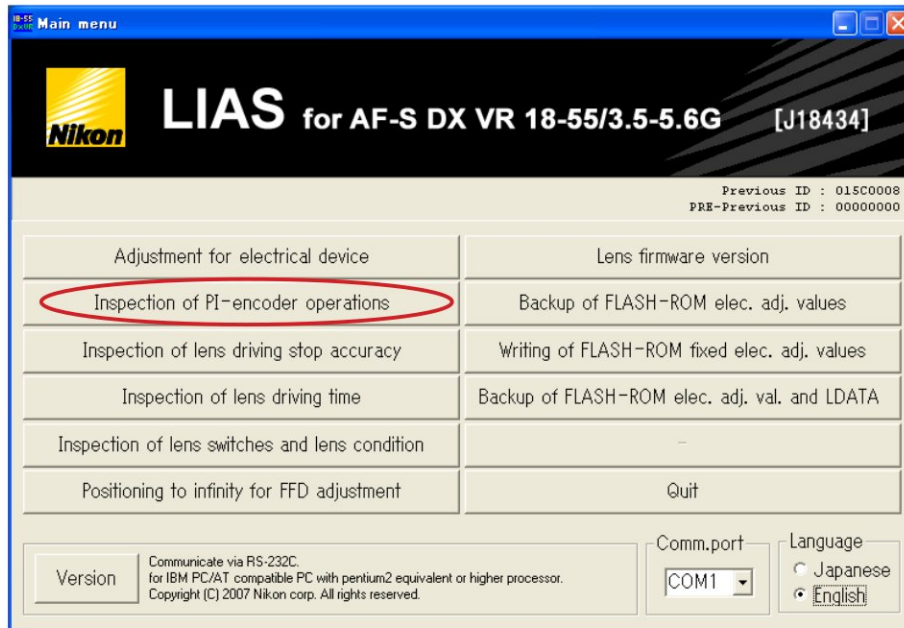 18-55
DxVR
Main menu
Nikon
LIAS for AF-S DX VR 18-55/3.5-5.6G [J18434]
Previous ID : 015C0008
PRE-Previous ID : 00000000
Adjustment for electrical device
Inspection of PI-encoder operations
Inspection of lens driving stop accuracy
Inspection of lens driving time
Inspection of lens switches and lens condition
Positioning to infinity for FFD adjustment
Lens firmware version
Backup of FLASH-ROM elec. adj. values
Writing of FLASH-ROM fixed elec. adj. values
Backup of FLASH-ROM elec. adj. val. and LDATA
-
Quit
Version
Communicate via RS-232C.
for IBM PC/AT compatible PC with pentium2 equivalent or higher processor.
Copyright (C) 2007 Nikon corp. All rights reserved.
Comm.port
COM1
Language
Japanese
English